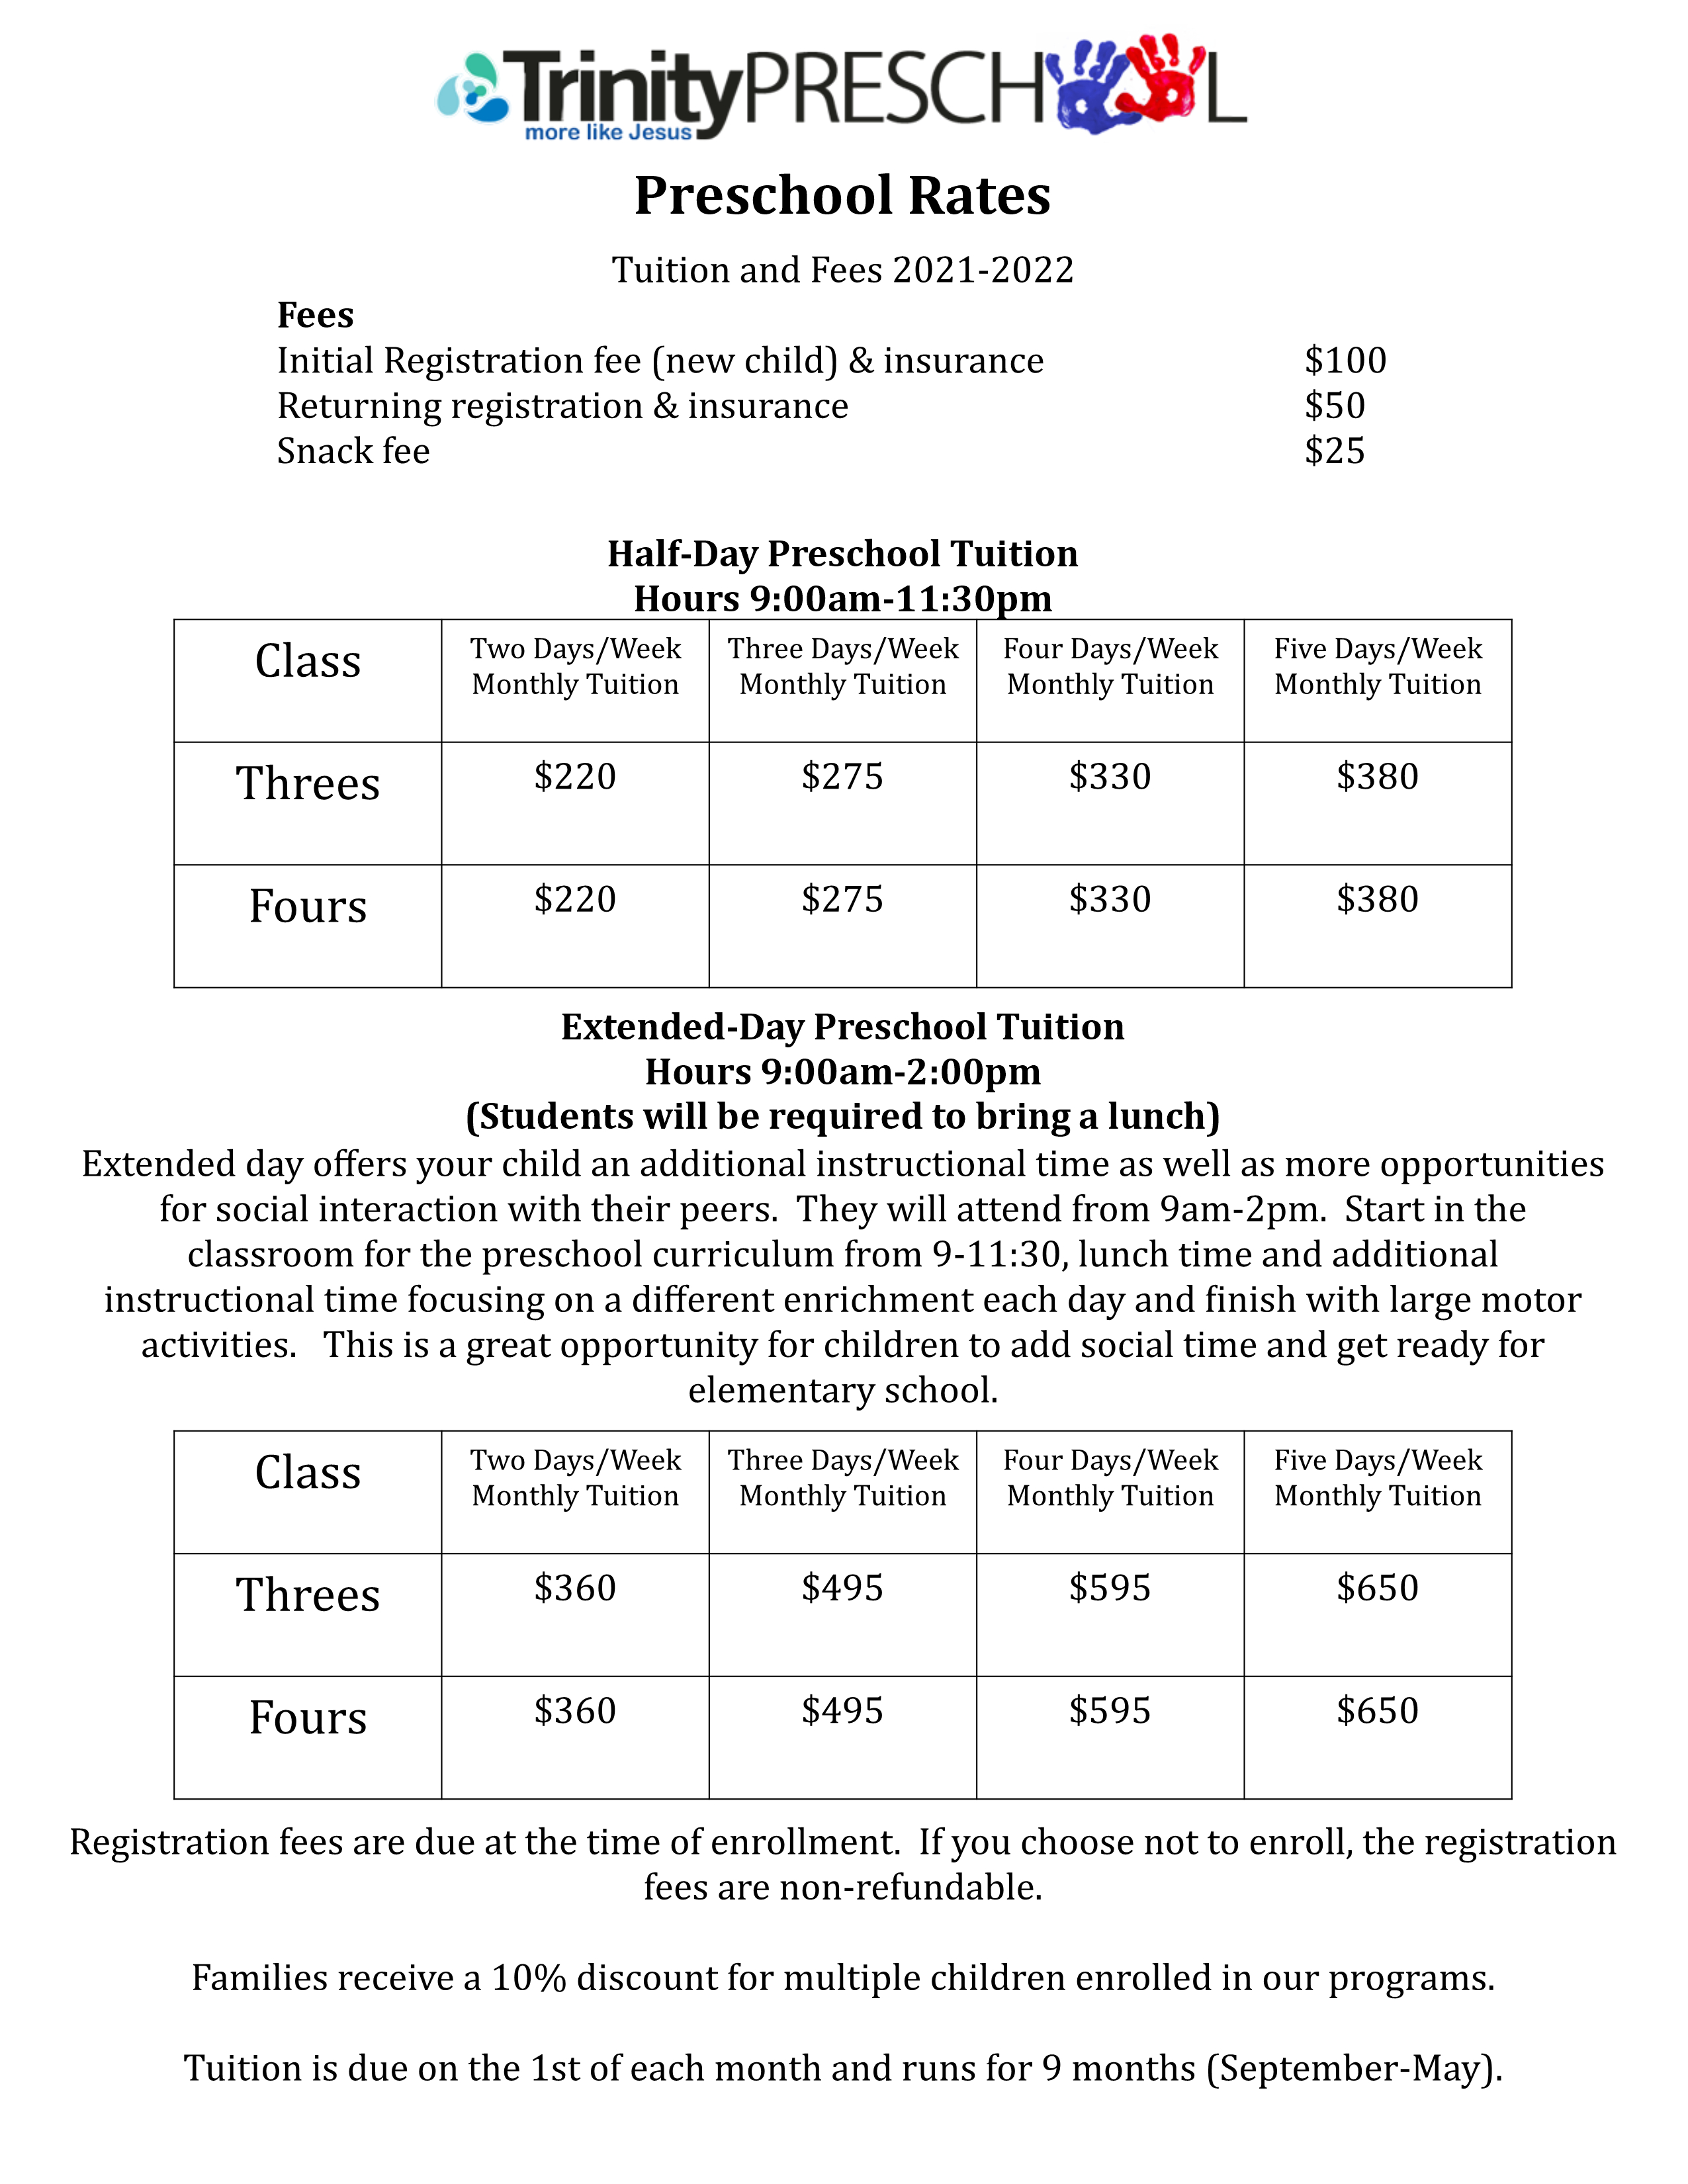 Trinity PRESCHOOL
more like Jesus
Preschool Rates
Tuition and Fees 2021-2022
Fees
Initial Registration fee (new child) & insurance $100
Returning registration & insurance $50
Snack fee $25
Half-Day Preschool Tuition
Hours 9:00am-11:30pm
Class Two Days/Week Three Days/Week Four Days/Week Five Days/Week
Monthly Tuition Monthly Tuition Monthly Tuition Monthly Tuition
Threes $220 $275 $330 $380
Fours $220 $275 $330 $380
Extended-Day Preschool Tuition
Hours 9:00am-2:00pm
(Students will be required to bring a lunch)
Extended day offers your child an additional instructional time as well as more opportunities
for social interaction with their peers.  They will attend from 9am-2pm.  Start in the
classroom for the preschool curriculum from 9-11:30, lunch time and additional
instructional time focusing on a different enrichment each day and finish with large motor
activities.   This is a great opportunity for children to add social time and get ready for
elementary school.
Class Two Days/Week Three Days/Week Four Days/Week Five Days/Week
Monthly Tuition Monthly Tuition Monthly Tuition Monthly Tuition
Threes $360 $495 $595 $650
Fours $360 $495 $595 $650
Registration fees are due at the time of enrollment.  If you choose not to enroll, the registration
fees are non-refundable.
Families receive a 10% discount for multiple children enrolled in our programs.
Tuition is due on the 1st of each month and runs for 9 months (September-May).